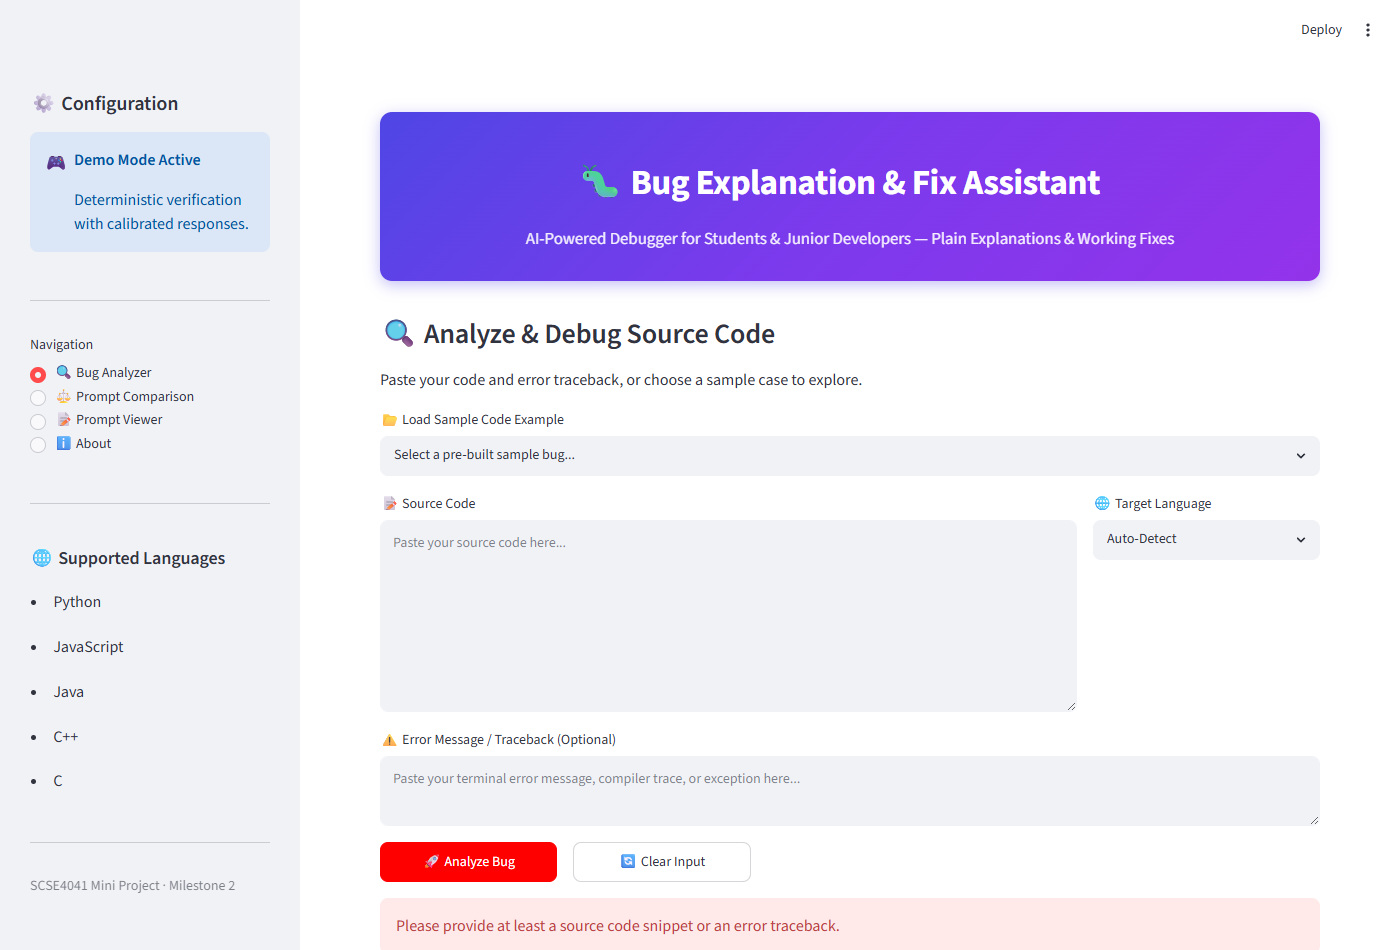 Deploy
Configuration
Demo Mode Active
Deterministic verification
with calibrated responses.
Navigation
Bug Analyzer
Prompt Comparison
Prompt Viewer
About
Supported Languages
• Python
• JavaScript
• Java
• C++
• C
SCSE4041 Mini Project · Milestone 2
Bug Explanation & Fix Assistant
AI-Powered Debugger for Students & Junior Developers — Plain Explanations & Working Fixes
Analyze & Debug Source Code
Paste your code and error traceback, or choose a sample case to explore.
Load Sample Code Example
Select a pre-built sample bug...
Source Code
Paste your source code here...
Target Language
Auto-Detect
Error Message / Traceback (Optional)
Paste your terminal error message, compiler trace, or exception here...
Analyze Bug
Clear Input
Please provide at least a source code snippet or an error traceback.